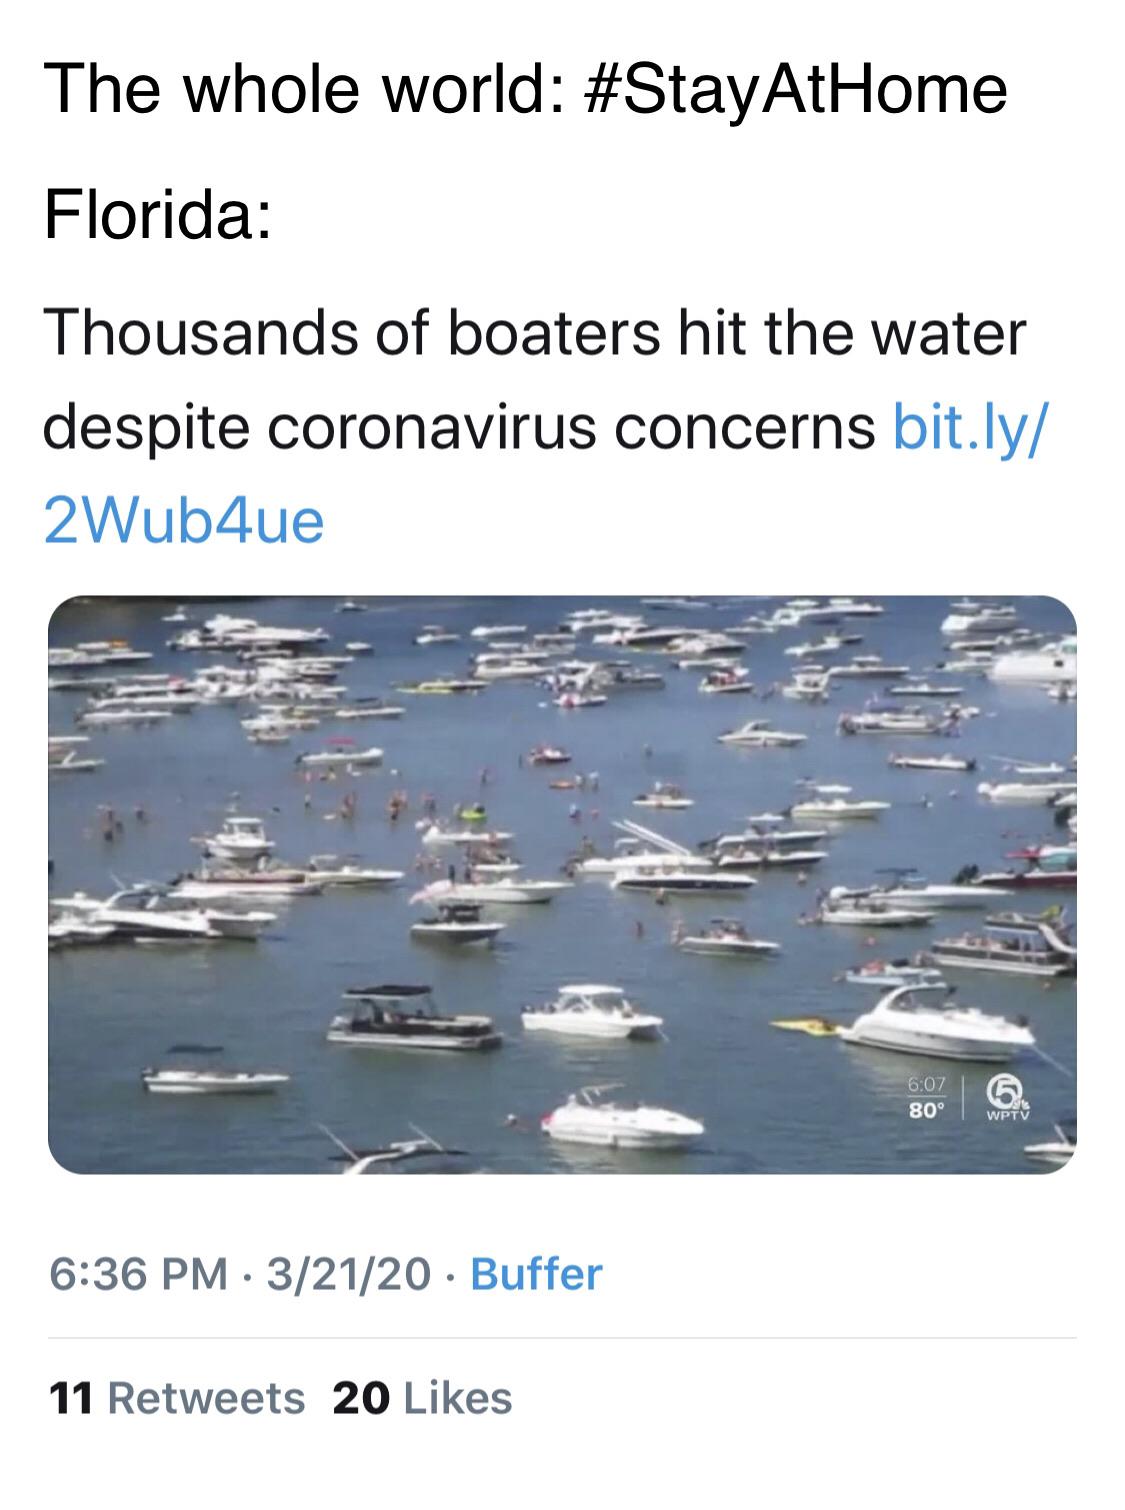 The whole world: #StayAtHome
Florida:
Thousands of boaters hit the water
despite coronavirus concerns bit.ly/
2Wub4ue
6:07
80°
5
WPTV
6:36 PM · 3/21/20 · Buffer
11 Retweets 20 Likes